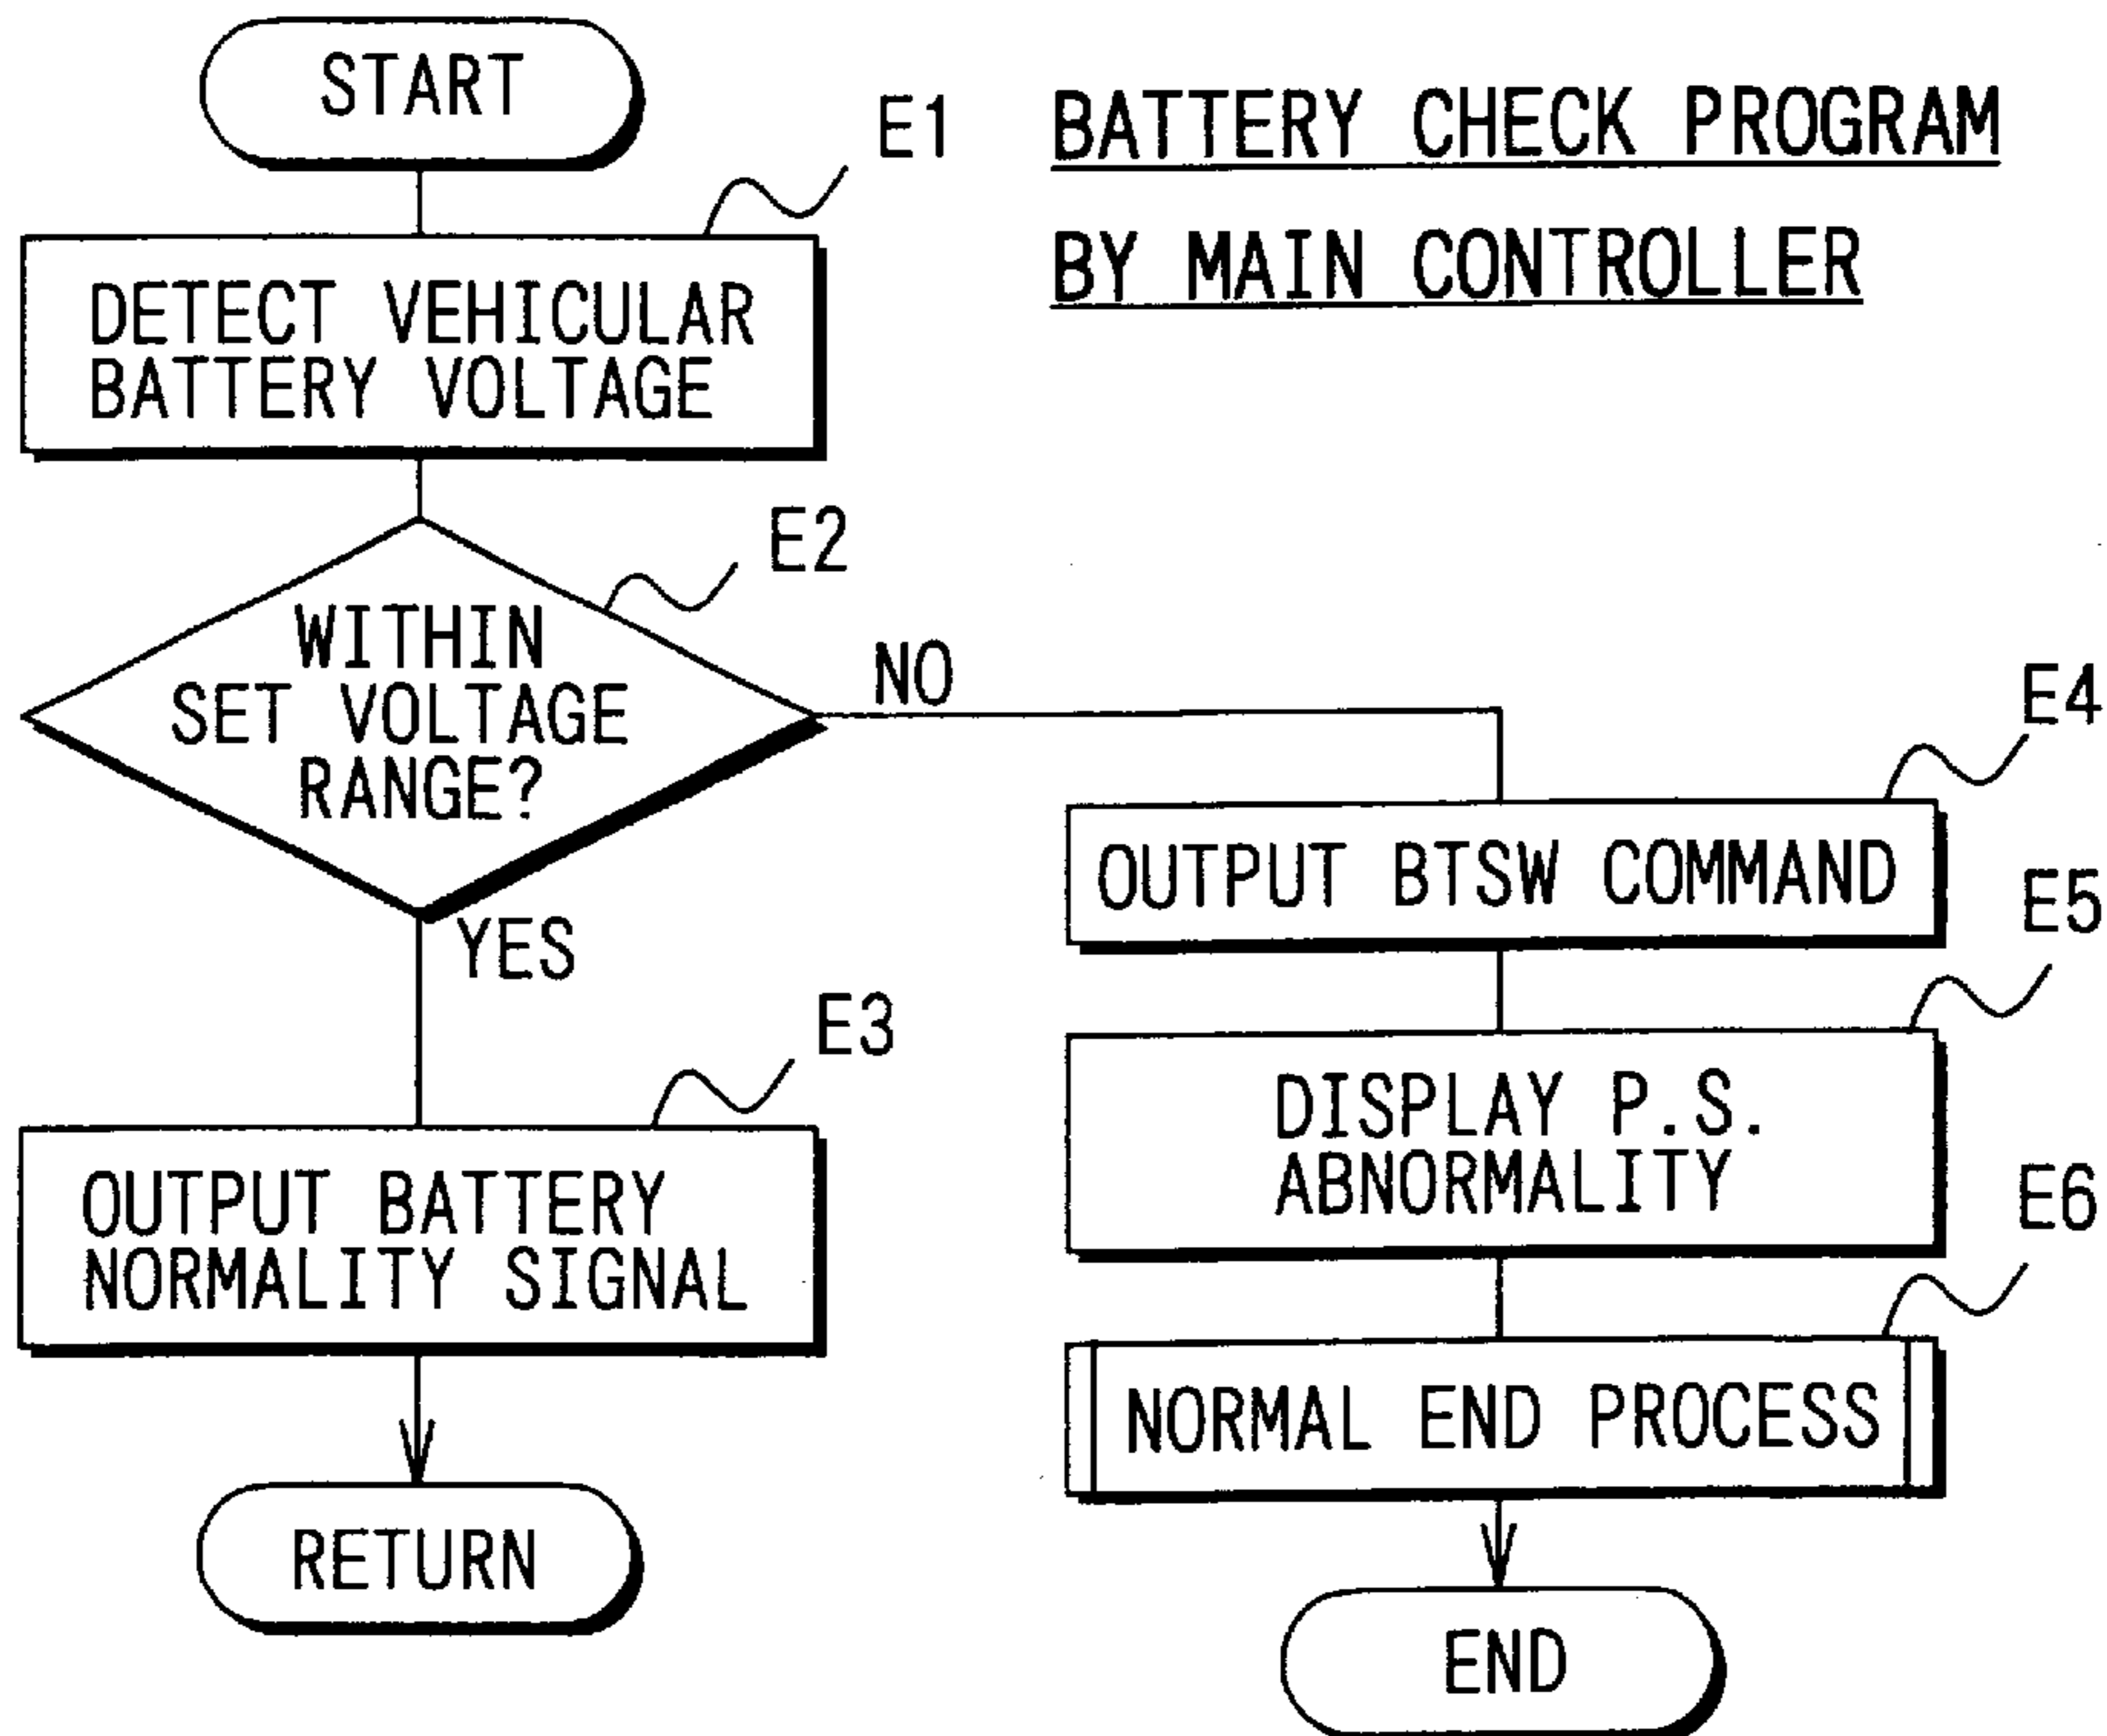 START
E1
BATTERY CHECK PROGRAM
BY MAIN CONTROLLER
DETECT VEHICULAR
BATTERY VOLTAGE
E2
WITHIN
SET VOLTAGE
RANGE?
NO
YES
E3
OUTPUT BATTERY
NORMALITY SIGNAL
RETURN
E4
OUTPUT BTSW COMMAND
E5
DISPLAY P.S.
ABNORMALITY
E6
NORMAL END PROCESS
END